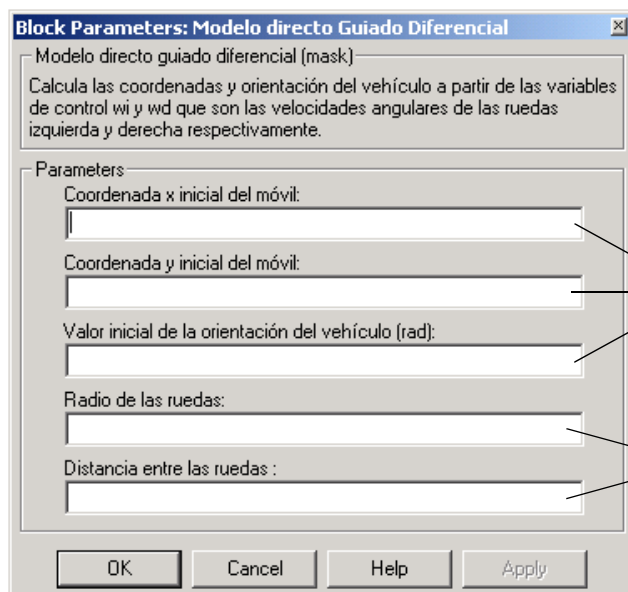 Block Parameters: Modelo directo Guiado Diferencial
Modelo directo guiado diferencial (mask)
Calcula las coordenadas y orientación del vehículo a partir de las variables
de control wi y wd que son las velocidades angulares de las ruedas
izquierda y derecha respectivamente.
Parameters
Coordenada x inicial del móvil:
Coordenada y inicial del móvil:
Valor inicial de la orientación del vehículo (rad):
Radio de las ruedas:
Distancia entre las ruedas :
OK Cancel Help Apply